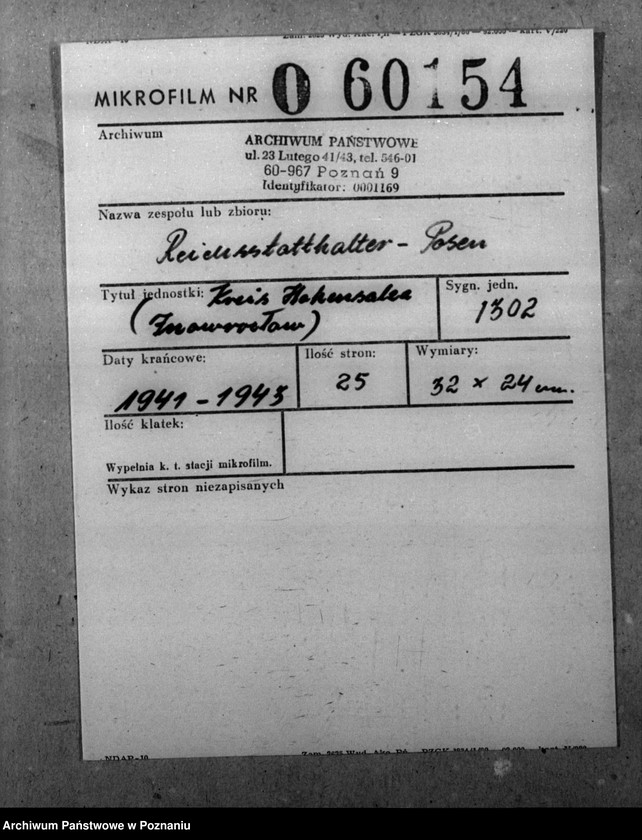 MIKROFILM NR O 60154
Archiwum
ARCHIWUM PAŃSTWOWE
ul. 23 Lutego 41/43, tel. 546-01
60-967 Poznań 9
Identyfikator: 0001169
Nazwa zespołu lub zbioru:
Reichsstatthalter - Posen
Tytuł jednostki: Kreis Hohensalza
(Inowrocław)
Sygn. jedn.
1302
Daty krańcowe:
1941 - 1943
Ilość stron:
25
Wymiary:
32 x 24 cm.
Ilość klatek:
Wypełnia k. t. stacji mikrofilm.
Wykaz stron niezapisanych
NDAP-10
Archiwum Państwowe w Poznaniu